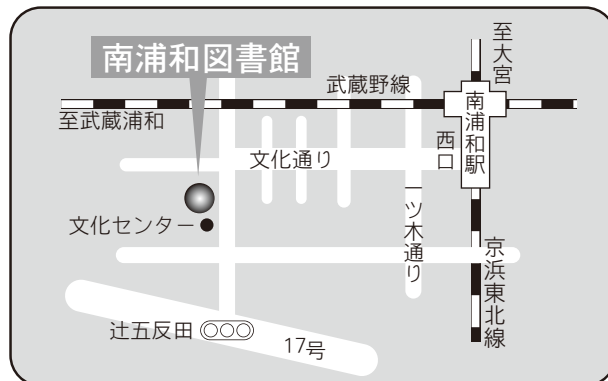 南浦和図書館
至大宮
武蔵野線
至武蔵浦和
南浦和駅
西口
文化通り
一ツ木通り
文化センター
京浜東北線
辻五反田
17号